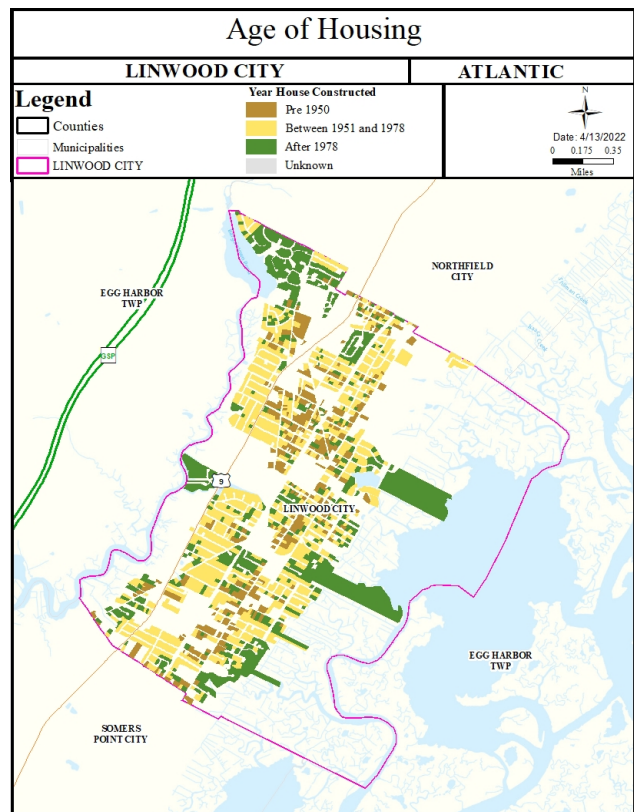 Age of Housing
LINWOOD CITY
ATLANTIC
Legend
Counties
Municipalities
LINWOOD CITY
Year House Constructed
Pre 1950
Between 1951 and 1978
After 1978
Unknown
N
Date: 4/13/2022
0 0.175 0.35
Miles
NORTHFIELD
CITY
EGG HARBOR
TWP
GSP
9
LINWOOD CITY
EGG HARBOR
TWP
SOMERS
POINT CITY